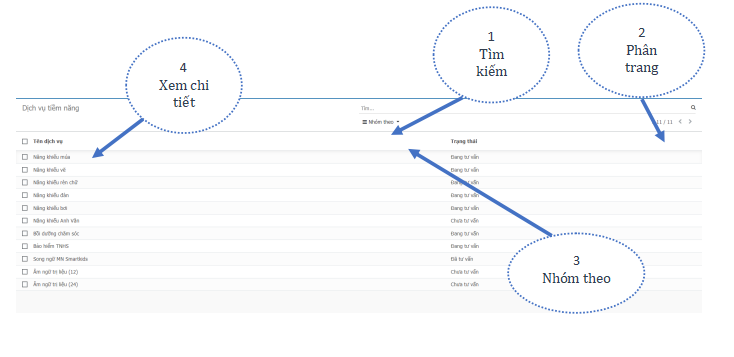 1
Tìm
kiếm
2
Phân
trang
4
Xem chi
tiết
Dịch vụ tiềm năng
Tìm...
Nhóm theo
11 / 11
Tên dịch vụ Trạng thái
Năng khiếu múa Đang tư vấn
Năng khiếu vẽ Đang tư vấn
Năng khiếu rèn chữ Đang tư vấn
Năng khiếu đàn Đang tư vấn
Năng khiếu bơi Đang tư vấn
Năng khiếu Anh Văn Chưa tư vấn
Bồi dưỡng chăm sóc Đang tư vấn
Bảo hiểm TNHS Đang tư vấn
Song ngữ MN Smartkids Đã tư vấn
Âm ngữ trị liệu (12) Chưa tư vấn
Âm ngữ trị liệu (24) Chưa tư vấn
3
Nhóm theo